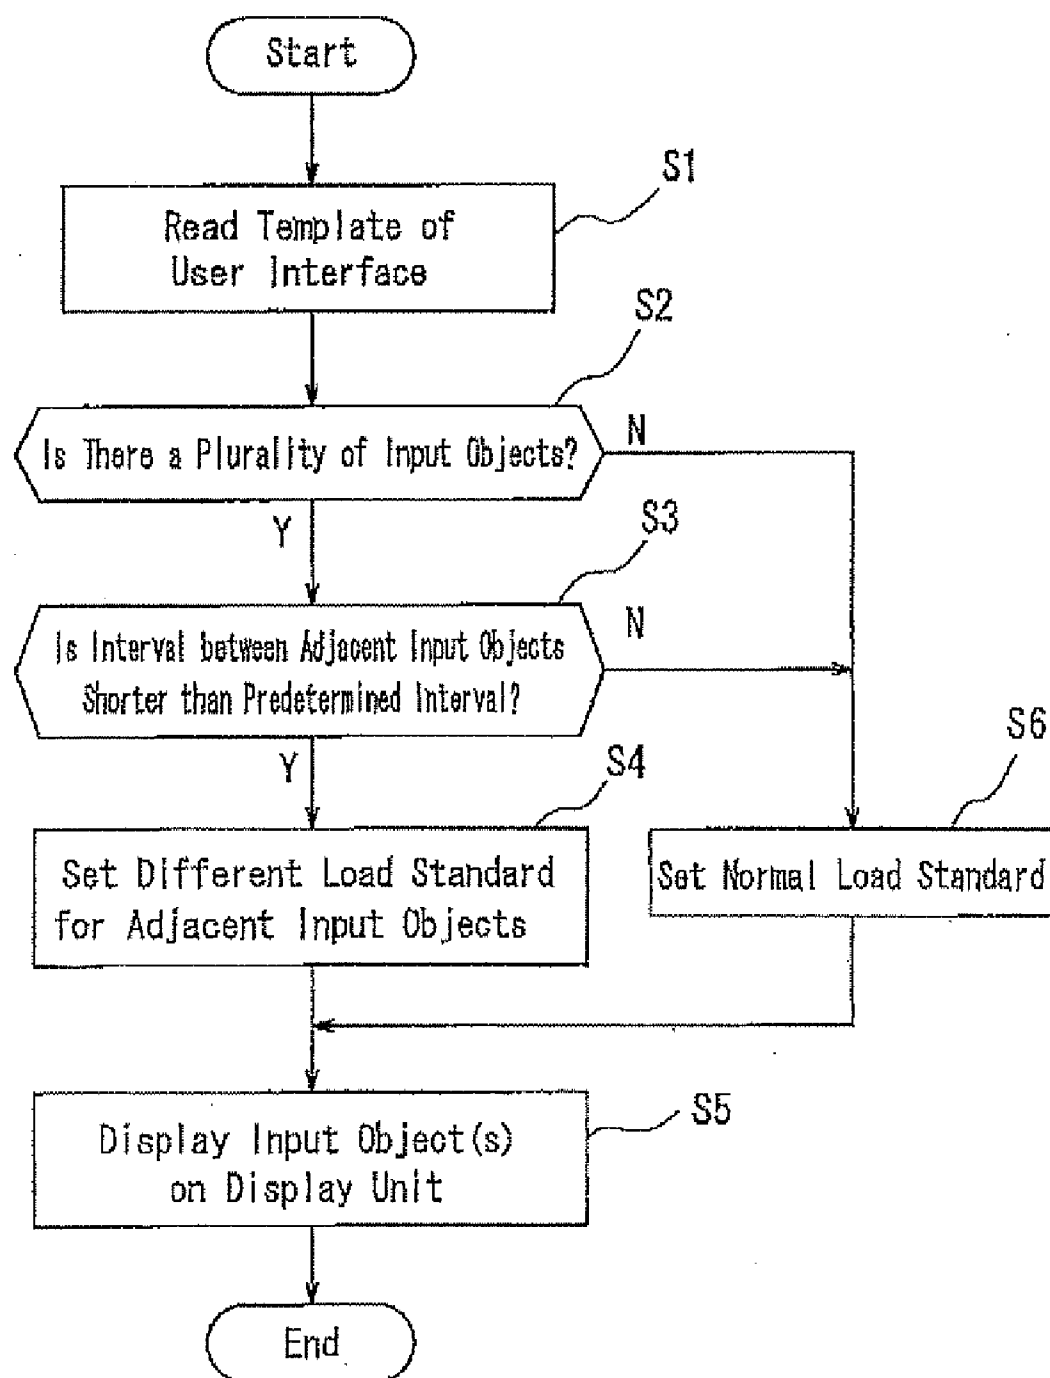 Start
S1
Read Template of
User Interface
S2
Is There a Plurality of Input Objects?
N
Y
S3
Is Interval between Adjacent Input Objects
Shorter than Predetermined Interval?
N
Y
S4
Set Different Load Standard
for Adjacent Input Objects
S6
Set Normal Load Standard
S5
Display Input Object(s)
on Display Unit
End